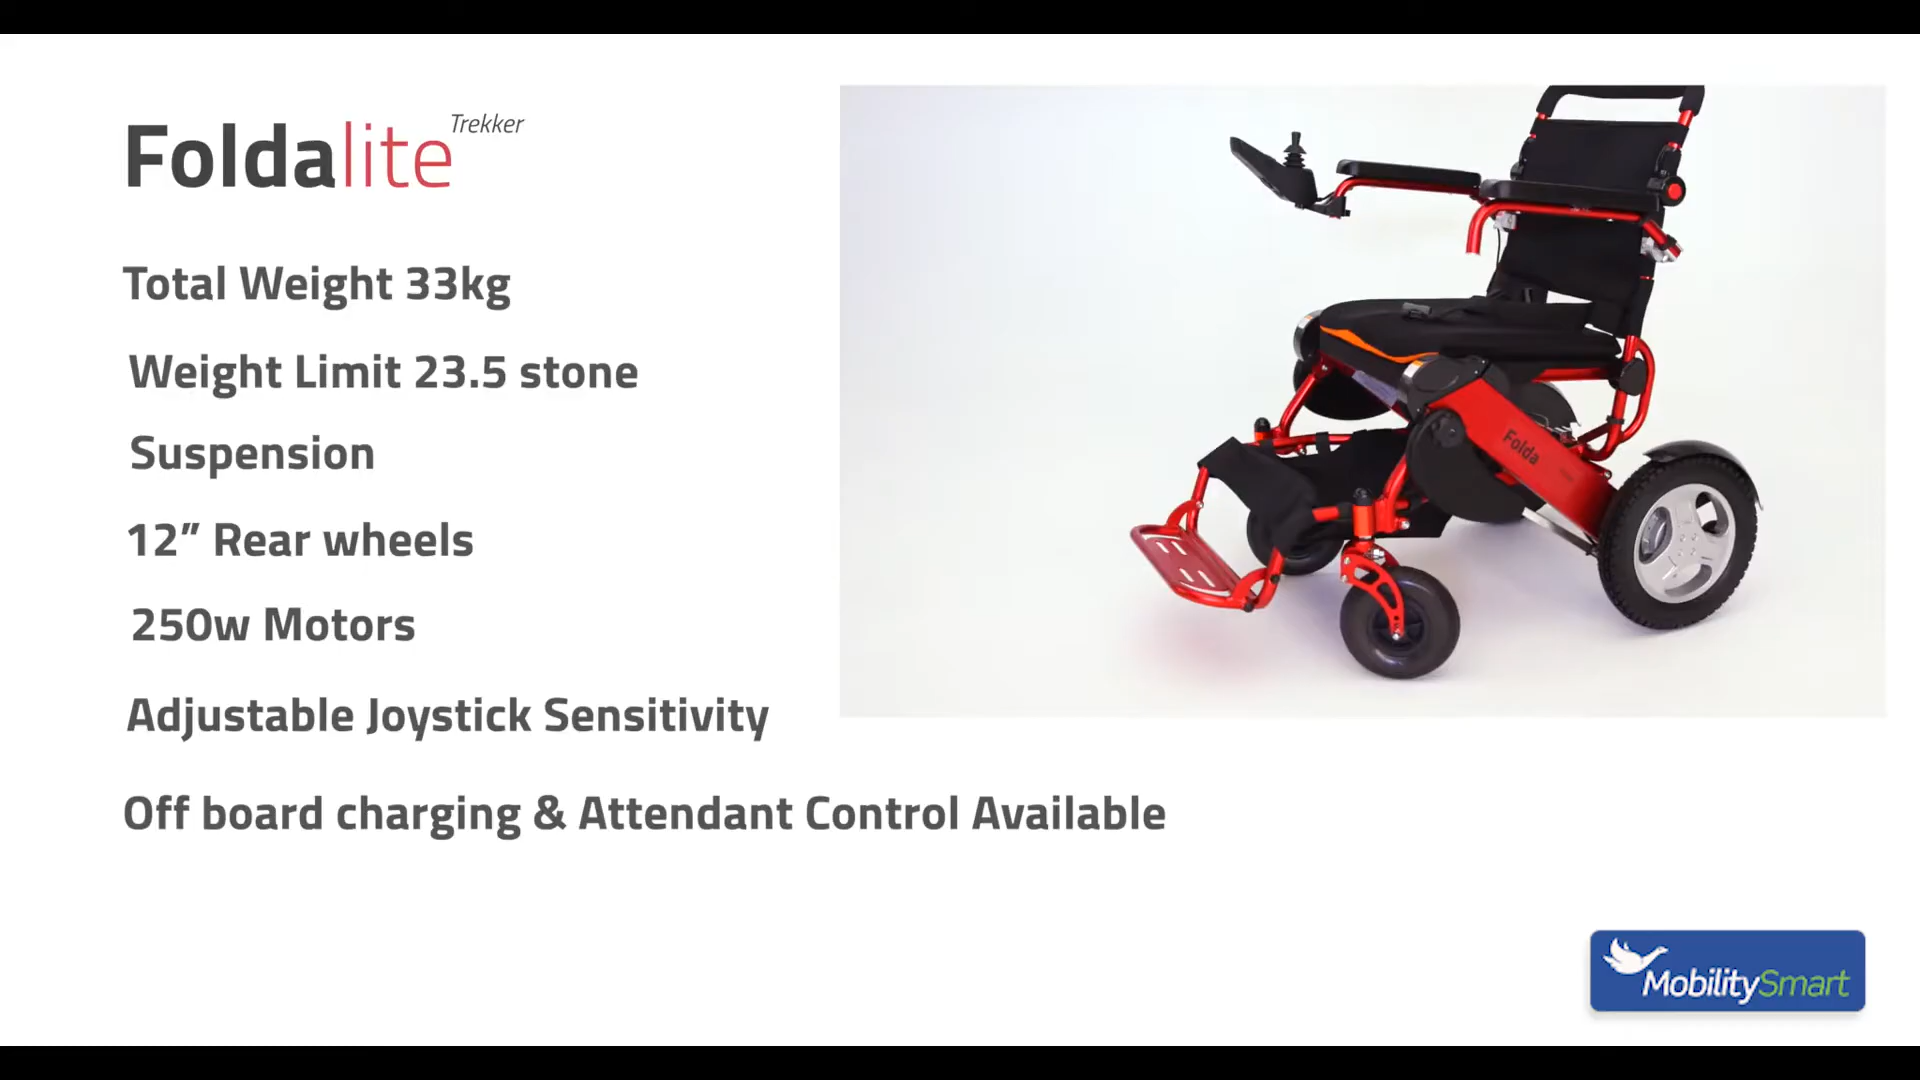 Foldalite Trekker
Total Weight 33kg
Weight Limit 23.5 stone
Suspension
12” Rear wheels
250w Motors
Adjustable Joystick Sensitivity
Off board charging & Attendant Control Available
Folda
MobilitySmart